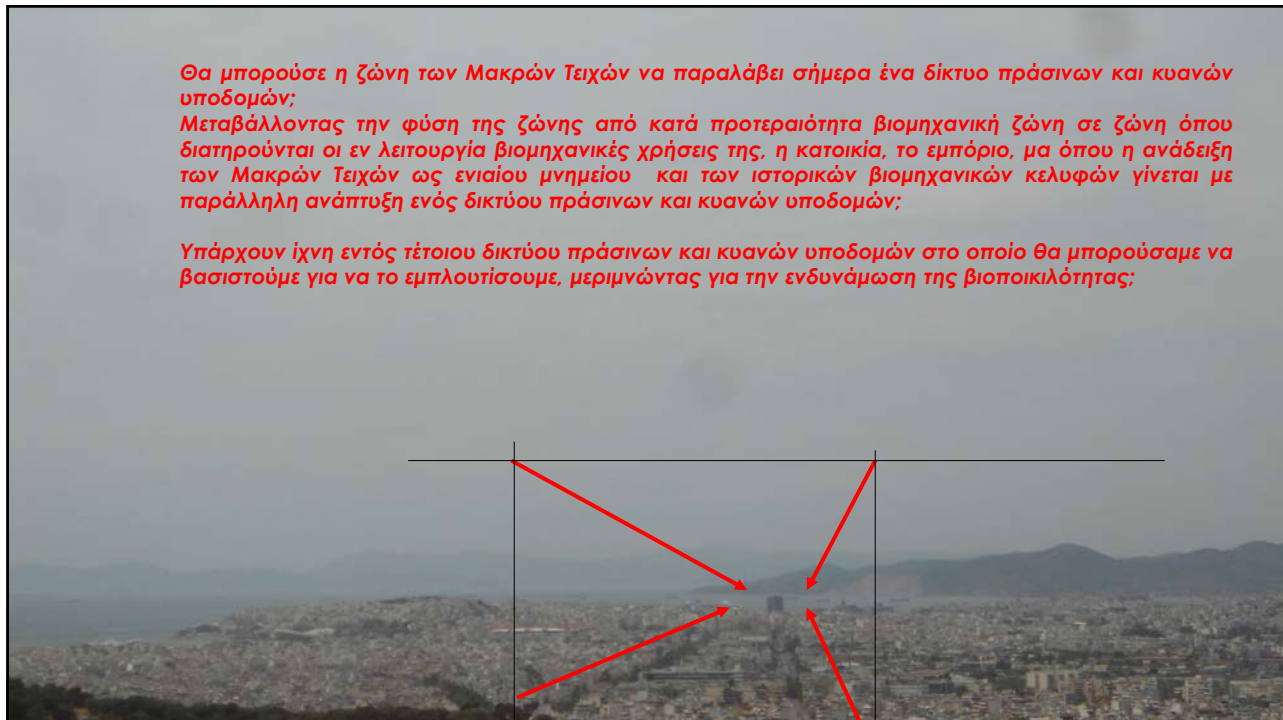 Θα μπορούσε η ζώνη των Μακρών Τειχών να παραλάβει σήμερα ένα δίκτυο πράσινων και κυανών
υποδομών;
Μεταβάλλοντας την φύση της ζώνης από κατά προτεραιότητα βιομηχανική ζώνη σε ζώνη όπου
διατηρούνται οι εν λειτουργία βιομηχανικές χρήσεις της, η κατοικία, το εμπόριο, μα όπου η ανάδειξη
των Μακρών Τειχών ως ενιαίου μνημείου και των ιστορικών βιομηχανικών κελυφών γίνεται με
παράλληλη ανάπτυξη ενός δικτύου πράσινων και κυανών υποδομών;
Υπάρχουν ίχνη εντός τέτοιου δικτύου πράσινων και κυανών υποδομών στο οποίο θα μπορούσαμε να
βασιστούμε για να το εμπλουτίσουμε, μεριμνώντας για την ενδυνάμωση της βιοποικιλότητας;